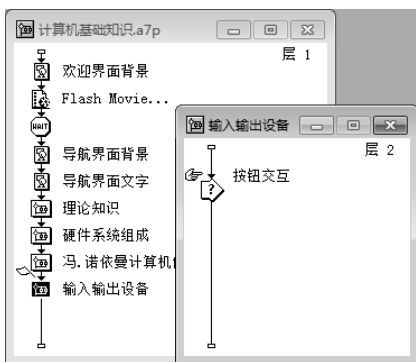 计算机基础知识.a7p
层 1
欢迎界面背景
Flash Movie...
WAIT
导航界面背景
导航界面文字
理论知识
硬件系统组成
冯.诺依曼计算机
输入输出设备
输入输出设备
层 2
按钮交互
?